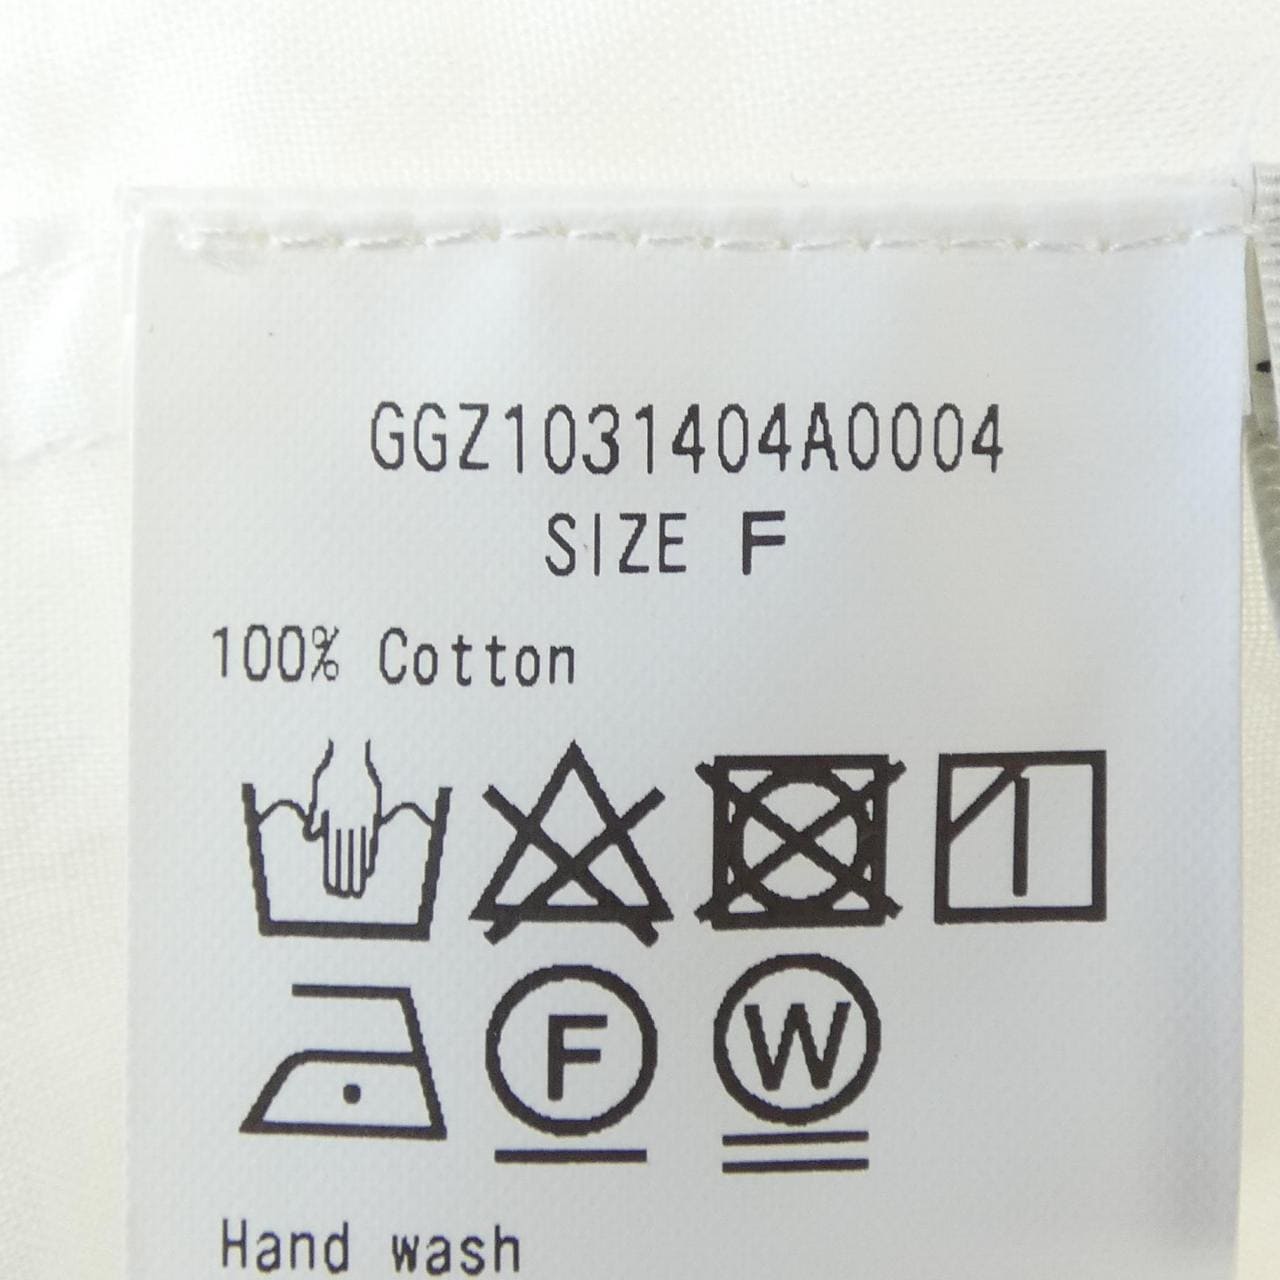 GGZ1031404A0004
SIZE F
100% Cotton
F W
Hand wash